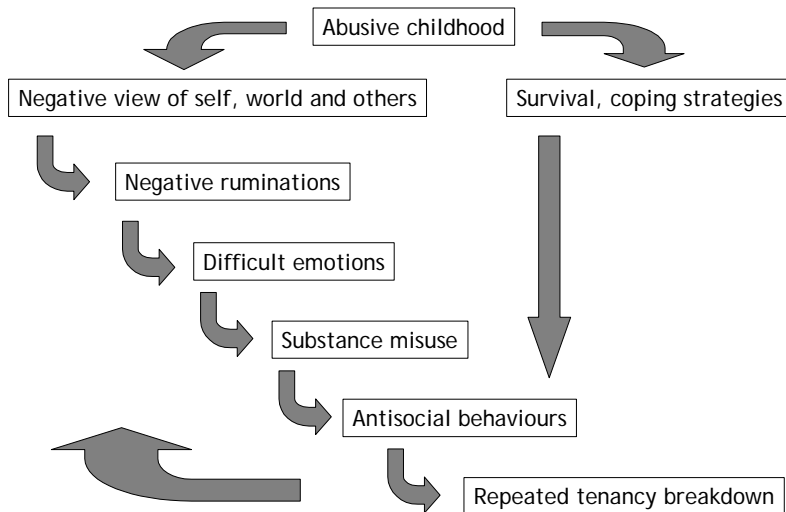 Abusive childhood
Negative view of self, world and others
Survival, coping strategies
Negative ruminations
Difficult emotions
Substance misuse
Antisocial behaviours
Repeated tenancy breakdown